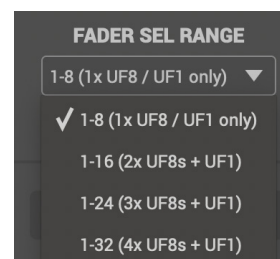 FADER SEL RANGE
1-8 (1x UF8 / UF1 only)
1-8 (1x UF8 / UF1 only)
1-16 (2x UF8s + UF1)
1-24 (3x UF8s + UF1)
1-32 (4x UF8s + UF1)